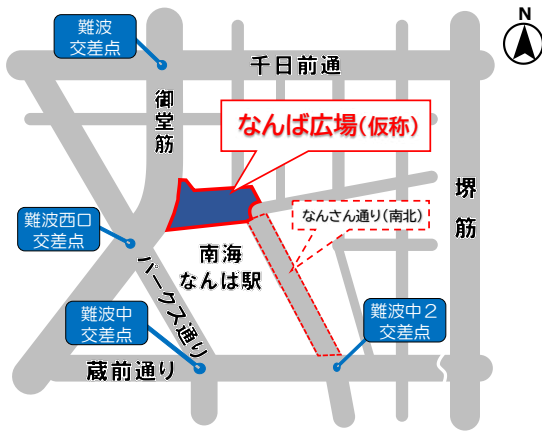 N
難波
交差点
千日前通
御堂筋
なんば広場(仮称)
堺筋
なんさん通り(南北)
難波西口
交差点
南海
なんば駅
パークス通り
難波中
交差点
難波中2
交差点
蔵前通り